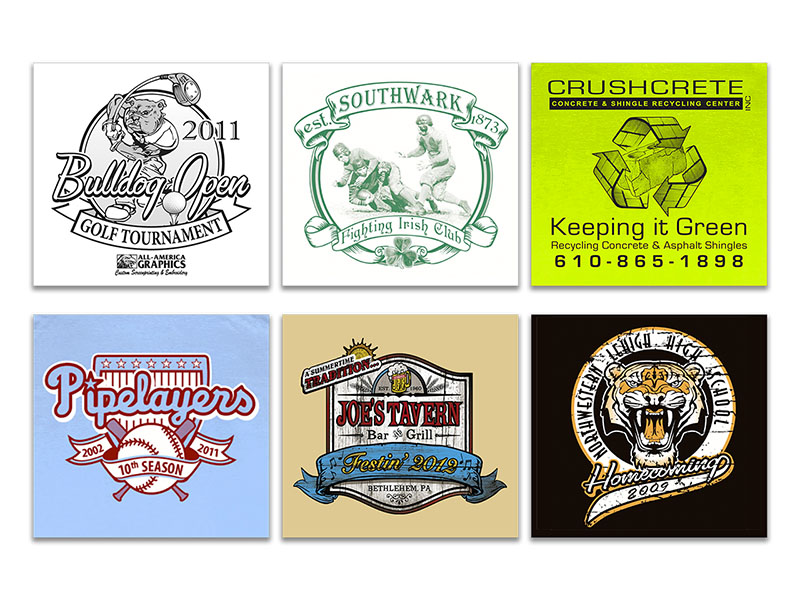 2011
Bulldog Open
GOLF TOURNAMENT
ALL-AMERICA
GRAPHICS
Custom Screenprinting & Embroidery
SOUTHWARK
est. 1873
Fighting Irish Club
CRUSHCRETE INC
CONCRETE & SHINGLE RECYCLING CENTER
Keeping it Green
Recycling Concrete & Asphalt Shingles
610-865-1898
Pipelayers
2002 2011
10th SEASON
A SUMMERTIME
TRADITION...
EST. 1960
JOE'S TAVERN
Bar and Grill
Festin' 2012
BETHLEHEM, PA
NORTHWESTERN LEHIGH HIGH SCHOOL
Homecoming
2009